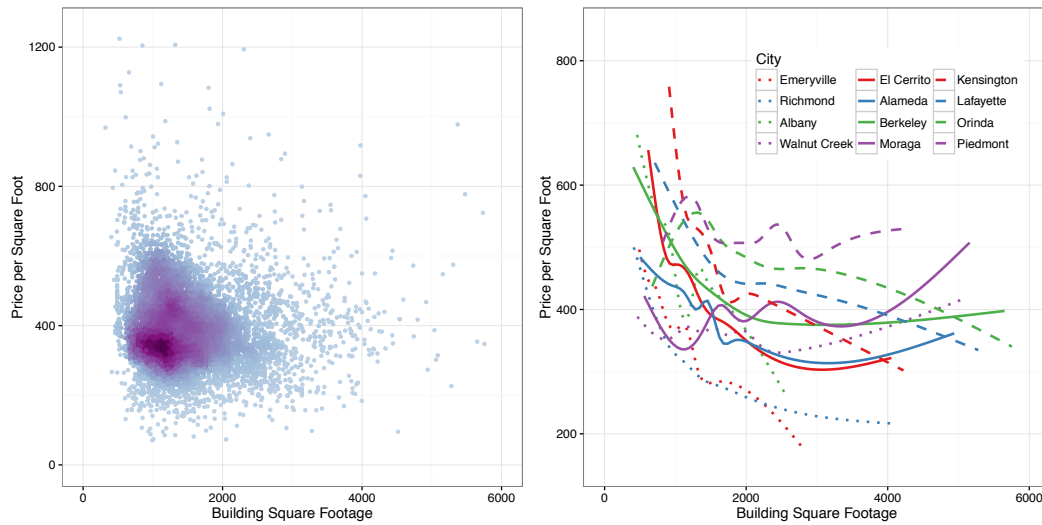 1200
800
400
0
Price per Square Foot
0 2000 4000 6000
Building Square Footage
800
600
400
200
Price per Square Foot
City
Emeryville El Cerrito Kensington
Richmond Alameda Lafayette
Albany Berkeley Orinda
Walnut Creek Moraga Piedmont
0 2000 4000 6000
Building Square Footage